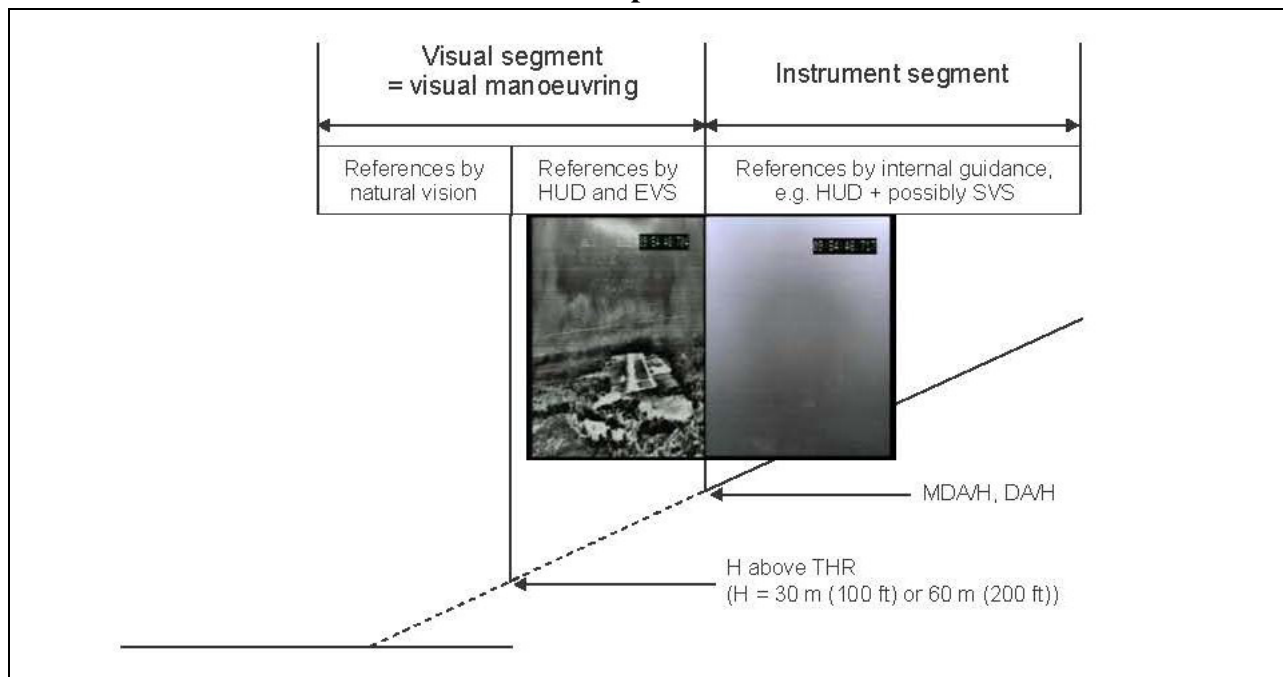 Visual segment
= visual manoeuvring
Instrument segment
References by
natural vision
References by
HUD and EVS
References by internal guidance,
e.g. HUD + possibly SVS
MDA/H, DA/H
H above THR
(H = 30 m (100 ft) or 60 m (200 ft))